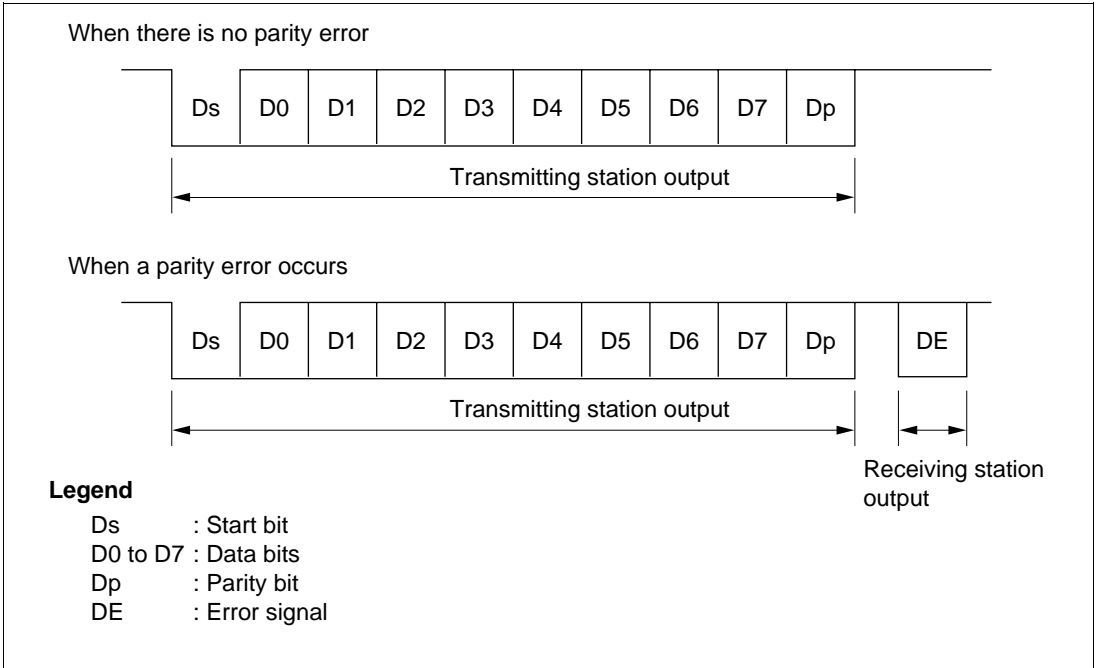 When there is no parity error
Ds D0 D1 D2 D3 D4 D5 D6 D7 Dp
Transmitting station output
When a parity error occurs
Ds D0 D1 D2 D3 D4 D5 D6 D7 Dp DE
Transmitting station output
Receiving station
output
Legend
Ds : Start bit
D0 to D7 : Data bits
Dp : Parity bit
DE : Error signal